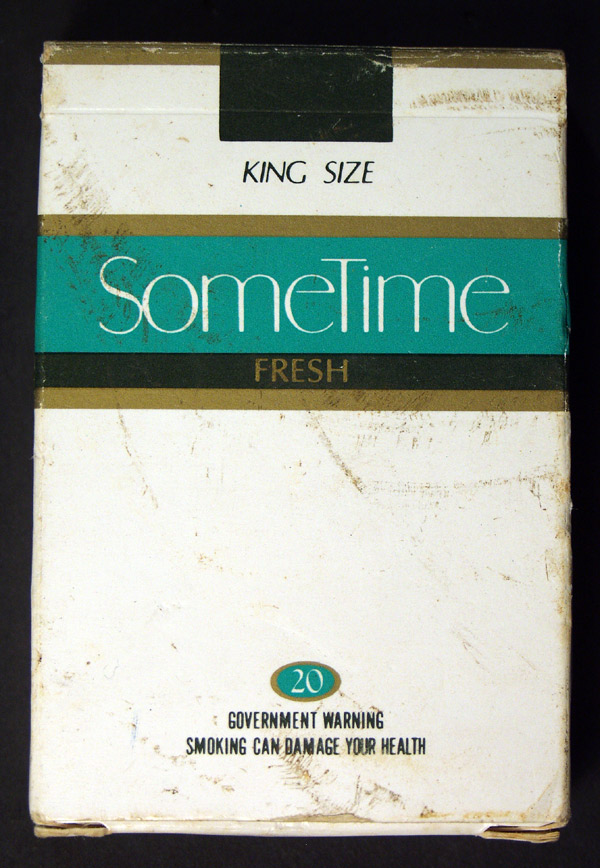 KING SIZE
SomeTime
FRESH
20
GOVERNMENT WARNING
SMOKING CAN DAMAGE YOUR HEALTH